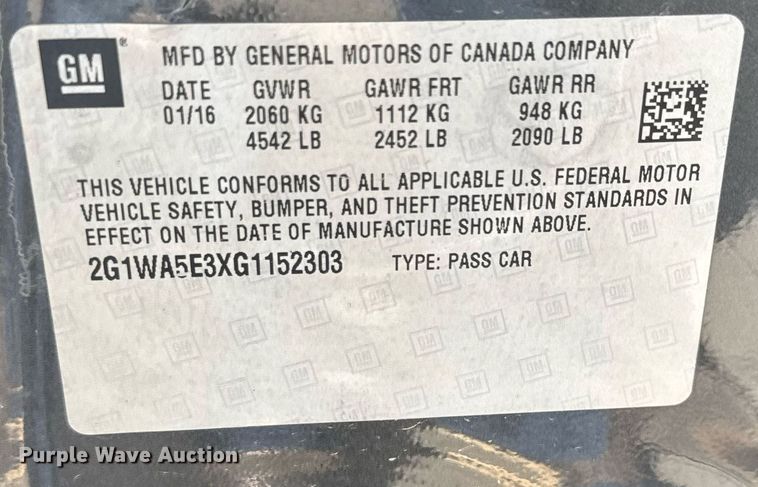 GM®
MFD BY GENERAL MOTORS OF CANADA COMPANY
DATE GVWR GAWR FRT GAWR RR
01/16 2060 KG 1112 KG 948 KG
4542 LB 2452 LB 2090 LB
THIS VEHICLE CONFORMS TO ALL APPLICABLE U.S. FEDERAL MOTOR
VEHICLE SAFETY, BUMPER, AND THEFT PREVENTION STANDARDS IN
EFFECT ON THE DATE OF MANUFACTURE SHOWN ABOVE.
2G1WA5E3XG1152303 TYPE: PASS CAR
Purple Wave Auction